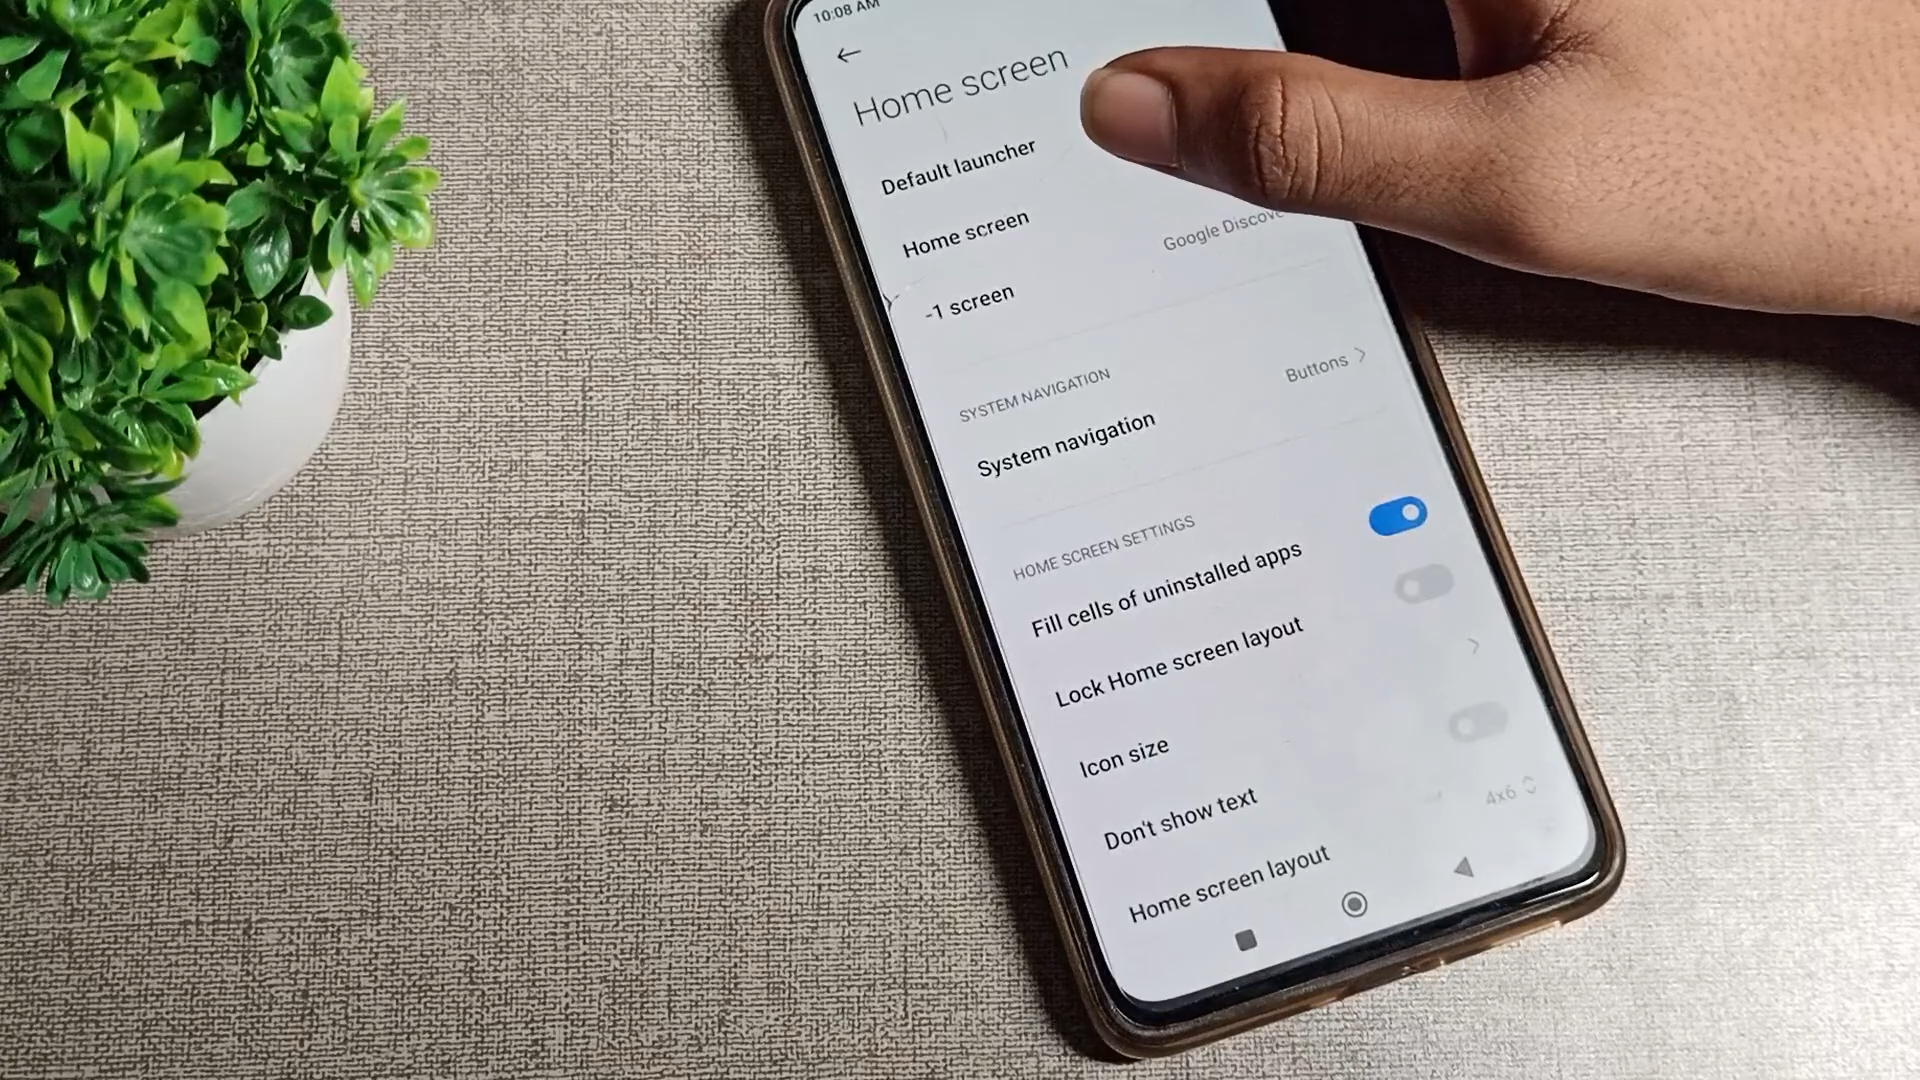 10:08 AM
Home screen
Default launcher
Home screen
-1 screen
Google Discove
SYSTEM NAVIGATION
System navigation
Buttons
HOME SCREEN SETTINGS
Fill cells of uninstalled apps
Lock Home screen layout
Icon size
Don't show text
Home screen layout
4x6